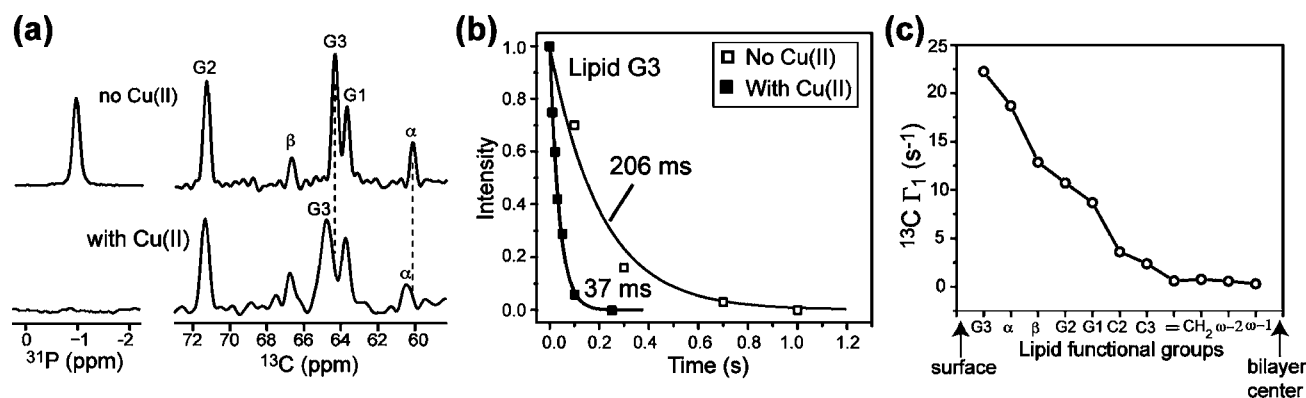 (a)
no Cu(II)
G2
β
G3
G1
α
with Cu(II)
G3
α
0 -1 -2
³¹P (ppm)
72 70 68 66 64 62 60
¹³C (ppm)
(b)
Lipid G3
No Cu(II)
With Cu(II)
206 ms
37 ms
Intensity
1.0
0.8
0.6
0.4
0.2
0.0
0.0 0.2 0.4 0.6 0.8 1.0 1.2
Time (s)
(c)
¹³C Γ₁ (s⁻¹)
25
20
15
10
5
0
G3 α β G2 G1 C2 C3 = CH₂ ω-2 ω-1
Lipid functional groups
surface
bilayer
center